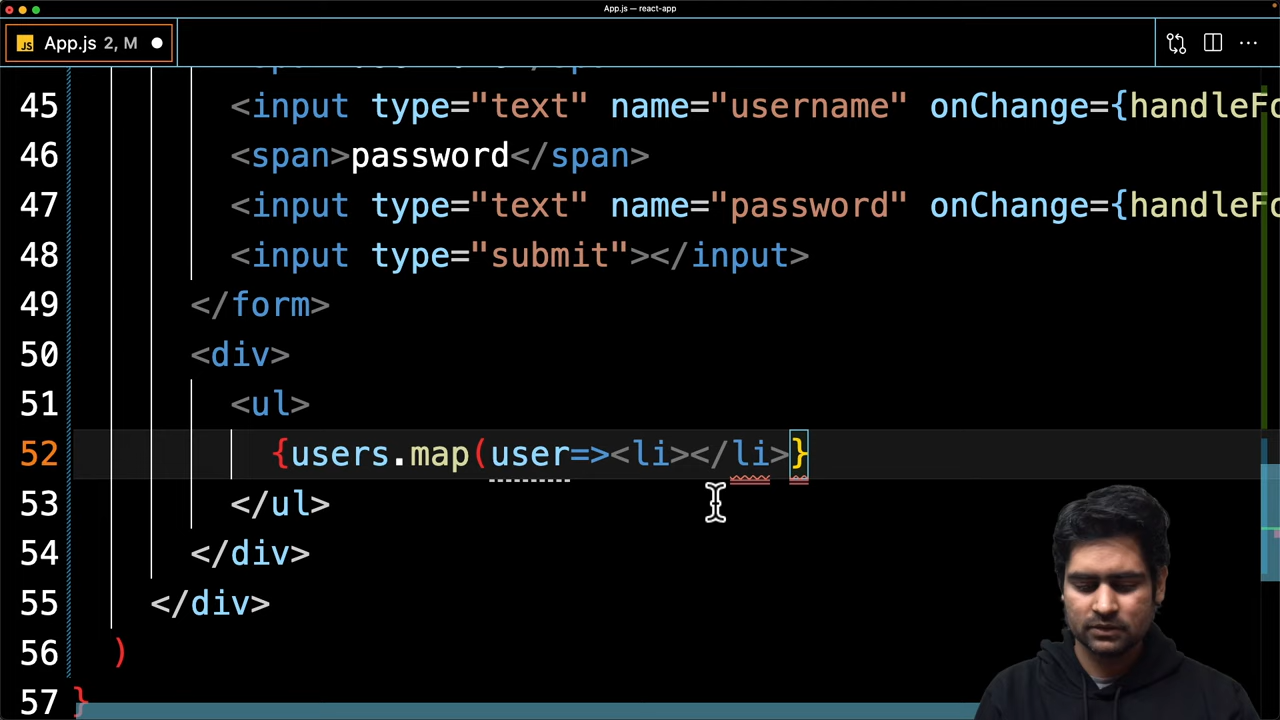 App.js — react-app
JS App.js 2, M
45 <input type="text" name="username" onChange={handleFo
46 <span>password</span>
47 <input type="text" name="password" onChange={handleFo
48 <input type="submit"></input>
49 </form>
50 <div>
51 <ul>
52 {users.map(user=><li></li>}
53 </ul>
54 </div>
55 </div>
56 )
57 }